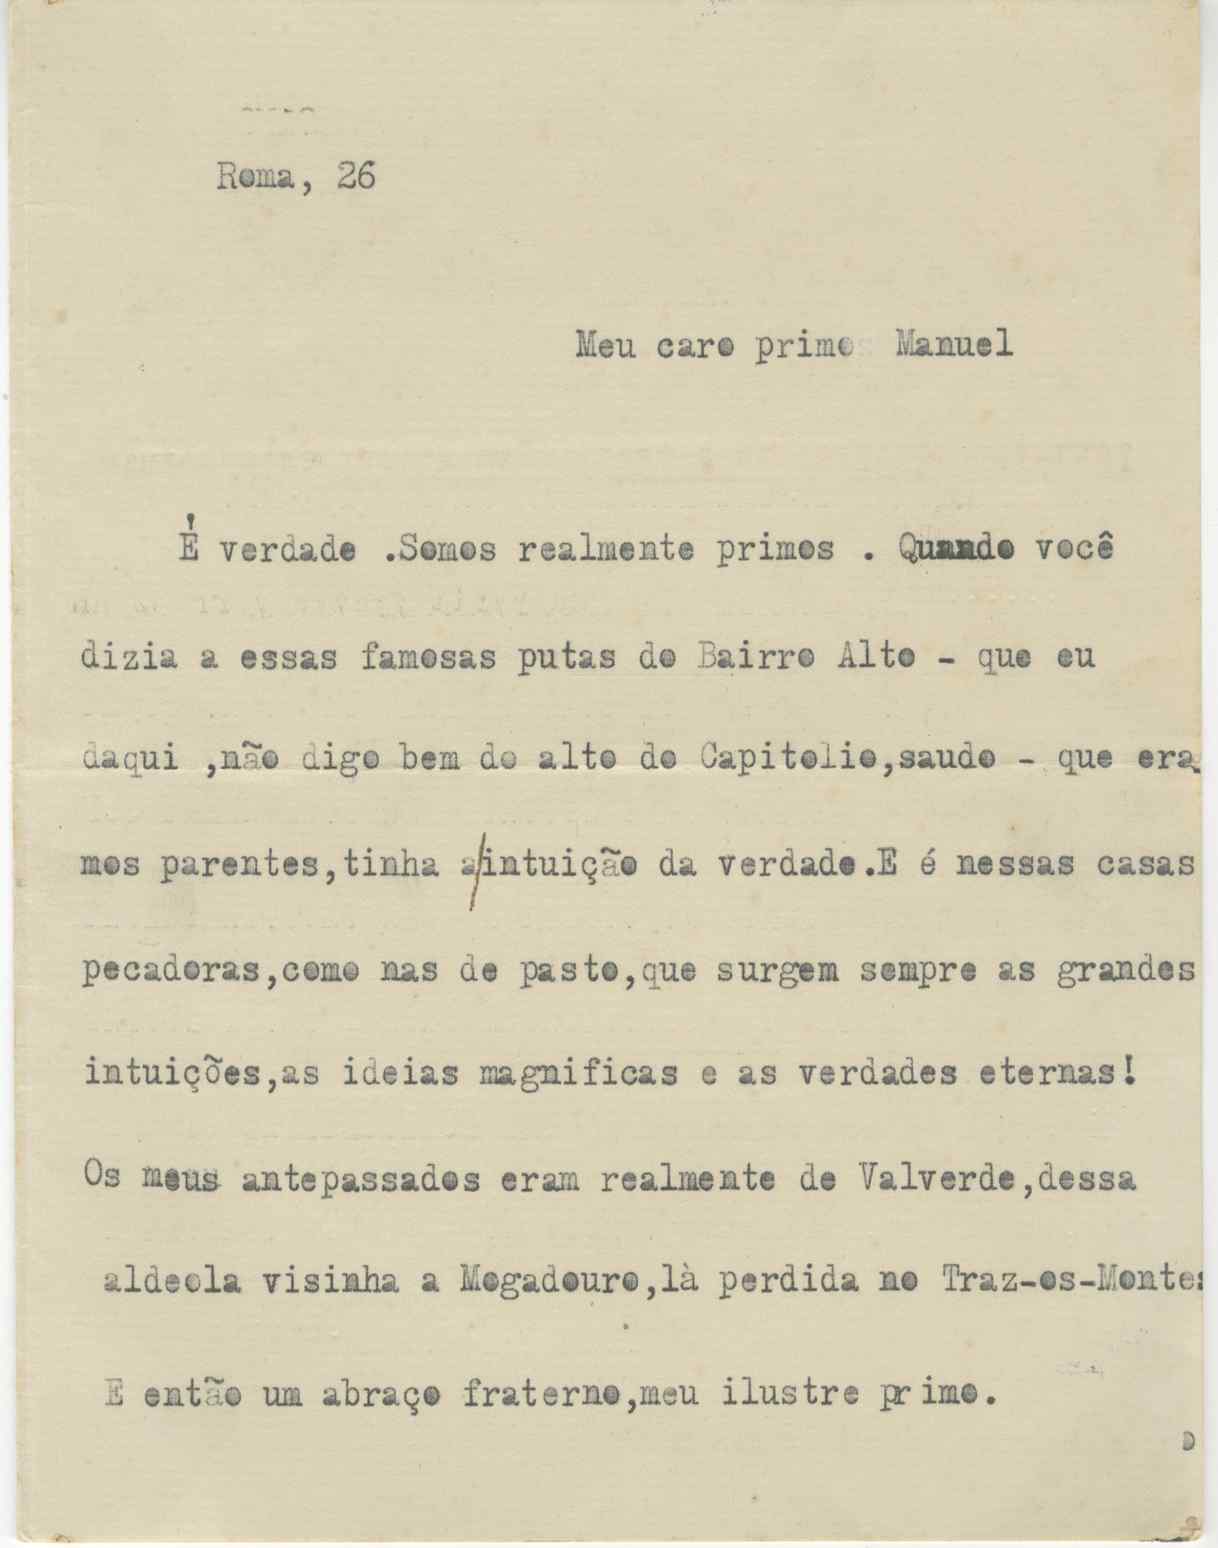 Roma, 26
Meu caro primo Manuel
É verdade .Somos realmente primos . Quando você
dizia a essas famosas putas do Bairro Alto - que eu
daqui ,não digo bem do alto do Capitolio,saudo - que era
mos parentes,tinha a/intuição da verdade.E é nessas casas
pecadoras,como nas de pasto,que surgem sempre as grandes
intuições,as ideias magnificas e as verdades eternas!
Os meus antepassados eram realmente de Valverde,dessa
aldeola visinha a Mogadouro,là perdida no Traz-os-Montes
E então um abraço fraterno,meu ilustre primo.
D